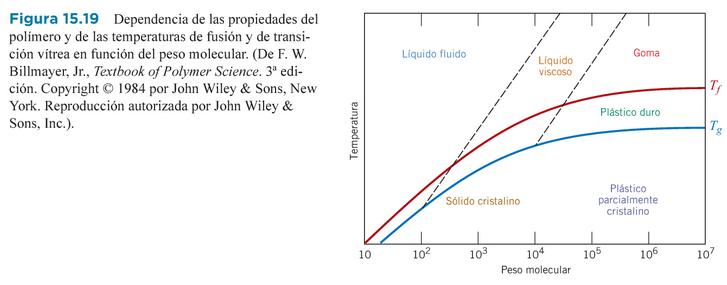 Figura 15.19 Dependencia de las propiedades del
polímero y de las temperaturas de fusión y de transi-
ción vítrea en función del peso molecular. (De F. W.
Billmayer, Jr., Textbook of Polymer Science. 3ª edi-
ción. Copyright © 1984 por John Wiley & Sons, New
York. Reproducción autorizada por John Wiley &
Sons, Inc.).
Temperatura
Líquido fluido
Líquido
viscoso
Goma
Tf
Plástico duro
Tg
Sólido cristalino
Plástico
parcialmente
cristalino
10 10² 10³ 10⁴ 10⁵ 10⁶ 10⁷
Peso molecular